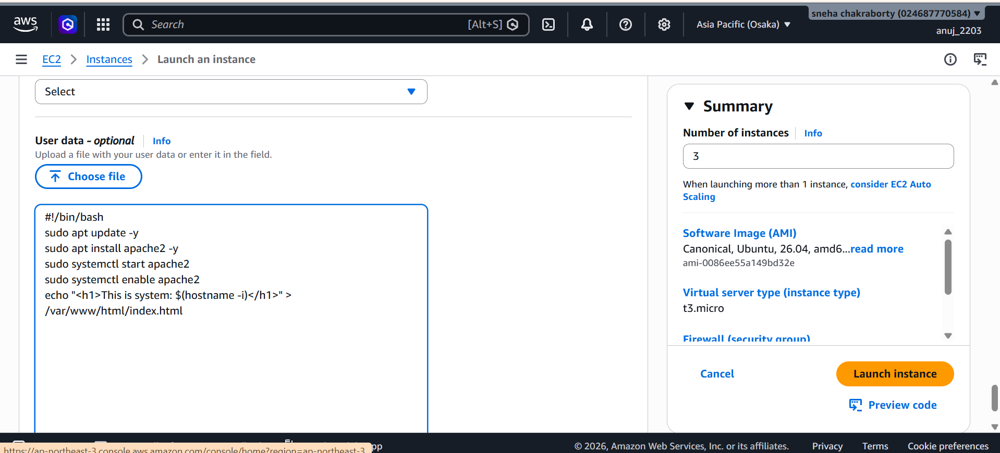 aws
Search
[Alt+S]
Asia Pacific (Osaka)
sneha chakraborty (024687770584)
anuj_2203
EC2
Instances
Launch an instance
Select
User data - optional
Info
Upload a file with your user data or enter it in the field.
Choose file
#!/bin/bash
sudo apt update -y
sudo apt install apache2 -y
sudo systemctl start apache2
sudo systemctl enable apache2
echo "<h1>This is system: $(hostname -i)</h1>" >
/var/www/html/index.html
Summary
Number of instances
Info
3
When launching more than 1 instance, consider EC2 Auto
Scaling
Software Image (AMI)
Canonical, Ubuntu, 26.04, amd6...read more
ami-0086ee55a149bd32e
Virtual server type (instance type)
t3.micro
Firewall (security group)
Cancel
Launch instance
Preview code
https://ap-northeast-3.console.aws.amazon.com/console/home?region=ap-northeast-3
© 2026, Amazon Web Services, Inc. or its affiliates.
Privacy
Terms
Cookie preferences